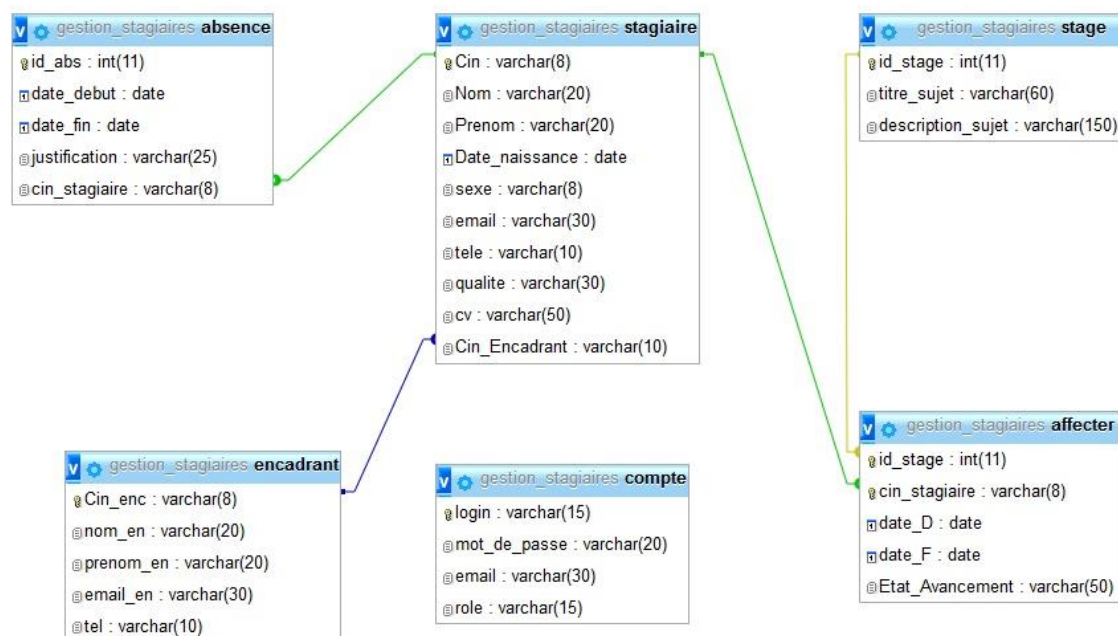 gestion_stagiaires absence
id_abs : int(11)
date_debut : date
date_fin : date
justification : varchar(25)
cin_stagiaire : varchar(8)
gestion_stagiaires stagiaire
Cin : varchar(8)
Nom : varchar(20)
Prenom : varchar(20)
Date_naissance : date
sexe : varchar(8)
email : varchar(30)
tele : varchar(10)
qualite : varchar(30)
cv : varchar(50)
Cin_Encadrant : varchar(10)
gestion_stagiaires stage
id_stage : int(11)
titre_sujet : varchar(60)
description_sujet : varchar(150)
gestion_stagiaires encadrant
Cin_enc : varchar(8)
nom_en : varchar(20)
prenom_en : varchar(20)
email_en : varchar(30)
tel : varchar(10)
gestion_stagiaires compte
login : varchar(15)
mot_de_passe : varchar(20)
email : varchar(30)
role : varchar(15)
gestion_stagiaires affecter
id_stage : int(11)
cin_stagiaire : varchar(8)
date_D : date
date_F : date
Etat_Avancement : varchar(50)